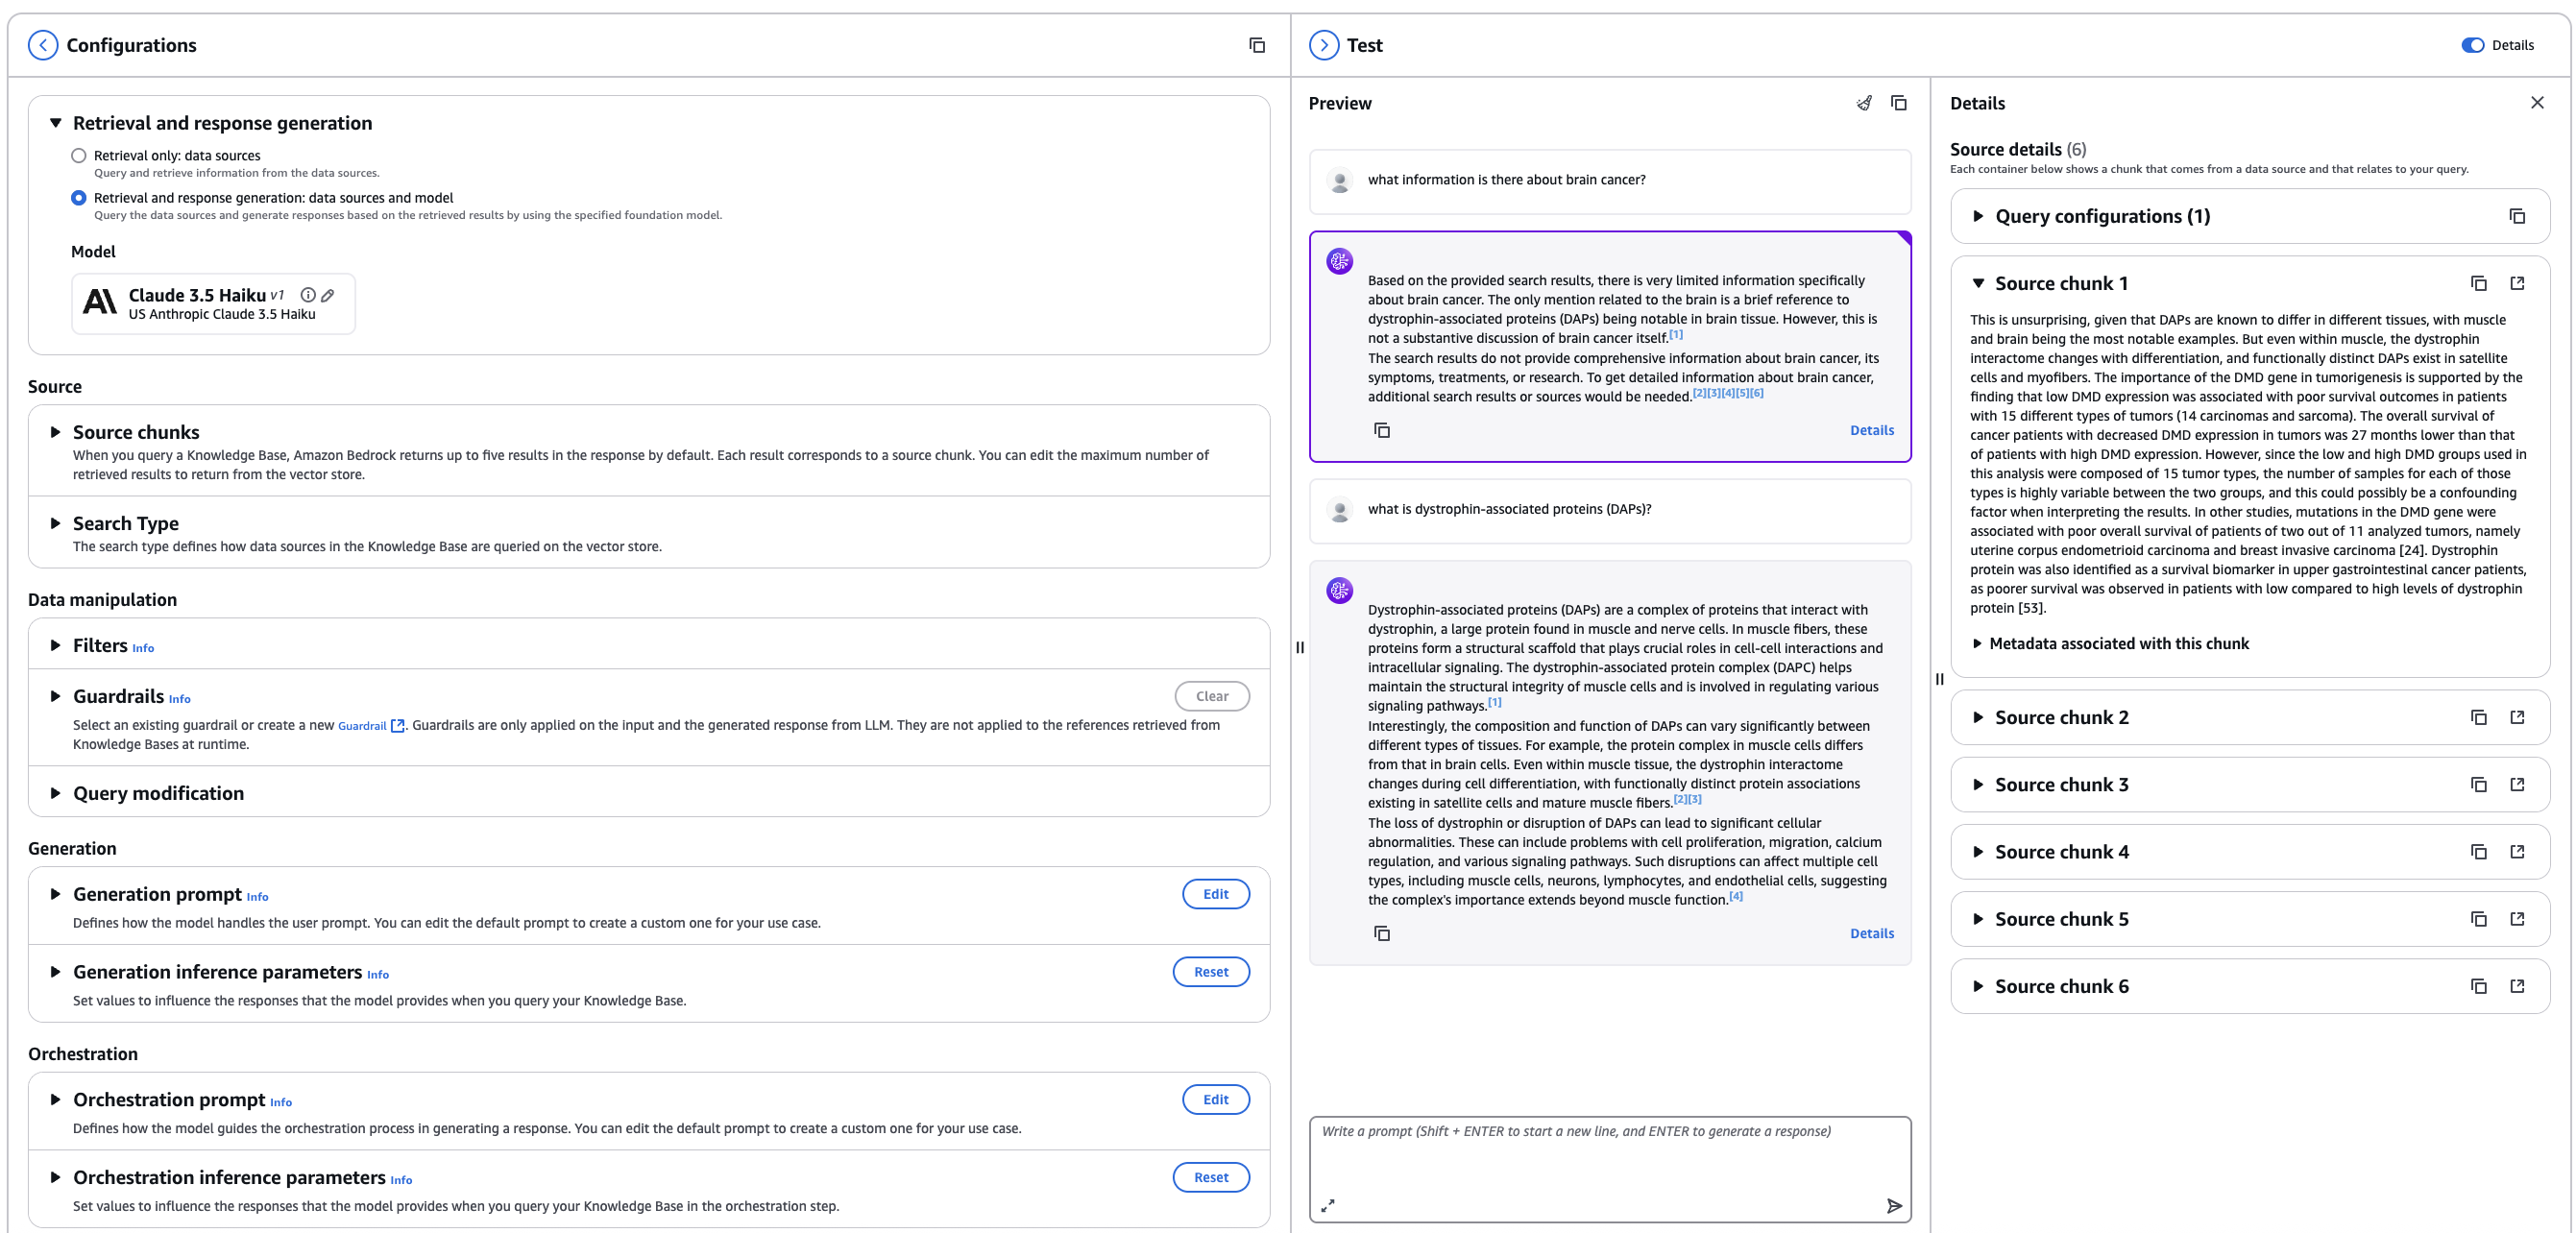 Configurations
Retrieval and response generation
Retrieval only: data sources
Query and retrieve information from the data sources.
Retrieval and response generation: data sources and model
Query the data sources and generate responses based on the retrieved results by using the specified foundation model.
Model
Claude 3.5 Haiku v1
US Anthropic Claude 3.5 Haiku
Source
Source chunks
When you query a Knowledge Base, Amazon Bedrock returns up to five results in the response by default. Each result corresponds to a source chunk. You can edit the maximum number of
retrieved results to return from the vector store.
Search Type
The search type defines how data sources in the Knowledge Base are queried on the vector store.
Data manipulation
Filters Info
Guardrails Info
Clear
Select an existing guardrail or create a new Guardrail . Guardrails are only applied on the input and the generated response from LLM. They are not applied to the references retrieved from
Knowledge Bases at runtime.
Query modification
Generation
Generation prompt Info
Edit
Defines how the model handles the user prompt. You can edit the default prompt to create a custom one for your use case.
Generation inference parameters Info
Reset
Set values to influence the responses that the model provides when you query your Knowledge Base.
Orchestration
Orchestration prompt Info
Edit
Defines how the model guides the orchestration process in generating a response. You can edit the default prompt to create a custom one for your use case.
Orchestration inference parameters Info
Reset
Set values to influence the responses that the model provides when you query your Knowledge Base in the orchestration step.
Test
Details
Preview
what information is there about brain cancer?
Based on the provided search results, there is very limited information specifically
about brain cancer. The only mention related to the brain is a brief reference to
dystrophin-associated proteins (DAPs) being notable in brain tissue. However, this is
not a substantive discussion of brain cancer itself.[1]
The search results do not provide comprehensive information about brain cancer, its
symptoms, treatments, or research. To get detailed information about brain cancer,
additional search results or sources would be needed.[2][3][4][5][6]
Details
what is dystrophin-associated proteins (DAPs)?
Dystrophin-associated proteins (DAPs) are a complex of proteins that interact with
dystrophin, a large protein found in muscle and nerve cells. In muscle fibers, these
proteins form a structural scaffold that plays crucial roles in cell-cell interactions and
intracellular signaling. The dystrophin-associated protein complex (DAPC) helps
maintain the structural integrity of muscle cells and is involved in regulating various
signaling pathways.[1]
Interestingly, the composition and function of DAPs can vary significantly between
different types of tissues. For example, the protein complex in muscle cells differs
from that in brain cells. Even within muscle tissue, the dystrophin interactome
changes during cell differentiation, with functionally distinct protein associations
existing in satellite cells and mature muscle fibers.[2][3]
The loss of dystrophin or disruption of DAPs can lead to significant cellular
abnormalities. These can include problems with cell proliferation, migration, calcium
regulation, and various signaling pathways. Such disruptions can affect multiple cell
types, including muscle cells, neurons, lymphocytes, and endothelial cells, suggesting
the complex's importance extends beyond muscle function.[4]
Details
Write a prompt (Shift + ENTER to start a new line, and ENTER to generate a response)
Details
Source details (6)
Each container below shows a chunk that comes from a data source and that relates to your query.
Query configurations (1)
Source chunk 1
This is unsurprising, given that DAPs are known to differ in different tissues, with muscle
and brain being the most notable examples. But even within muscle, the dystrophin
interactome changes with differentiation, and functionally distinct DAPs exist in satellite
cells and myofibers. The importance of the DMD gene in tumorigenesis is supported by the
finding that low DMD expression was associated with poor survival outcomes in patients
with 15 different types of tumors (14 carcinomas and sarcoma). The overall survival of
cancer patients with decreased DMD expression in tumors was 27 months lower than that
of patients with high DMD expression. However, since the low and high DMD groups used in
this analysis were composed of 15 tumor types, the number of samples for each of those
types is highly variable between the two groups, and this could possibly be a confounding
factor when interpreting the results. In other studies, mutations in the DMD gene were
associated with poor overall survival of patients of two out of 11 analyzed tumors, namely
uterine corpus endometrioid carcinoma and breast invasive carcinoma [24]. Dystrophin
protein was also identified as a survival biomarker in upper gastrointestinal cancer patients,
as poorer survival was observed in patients with low compared to high levels of dystrophin
protein [53].
Metadata associated with this chunk
Source chunk 2
Source chunk 3
Source chunk 4
Source chunk 5
Source chunk 6